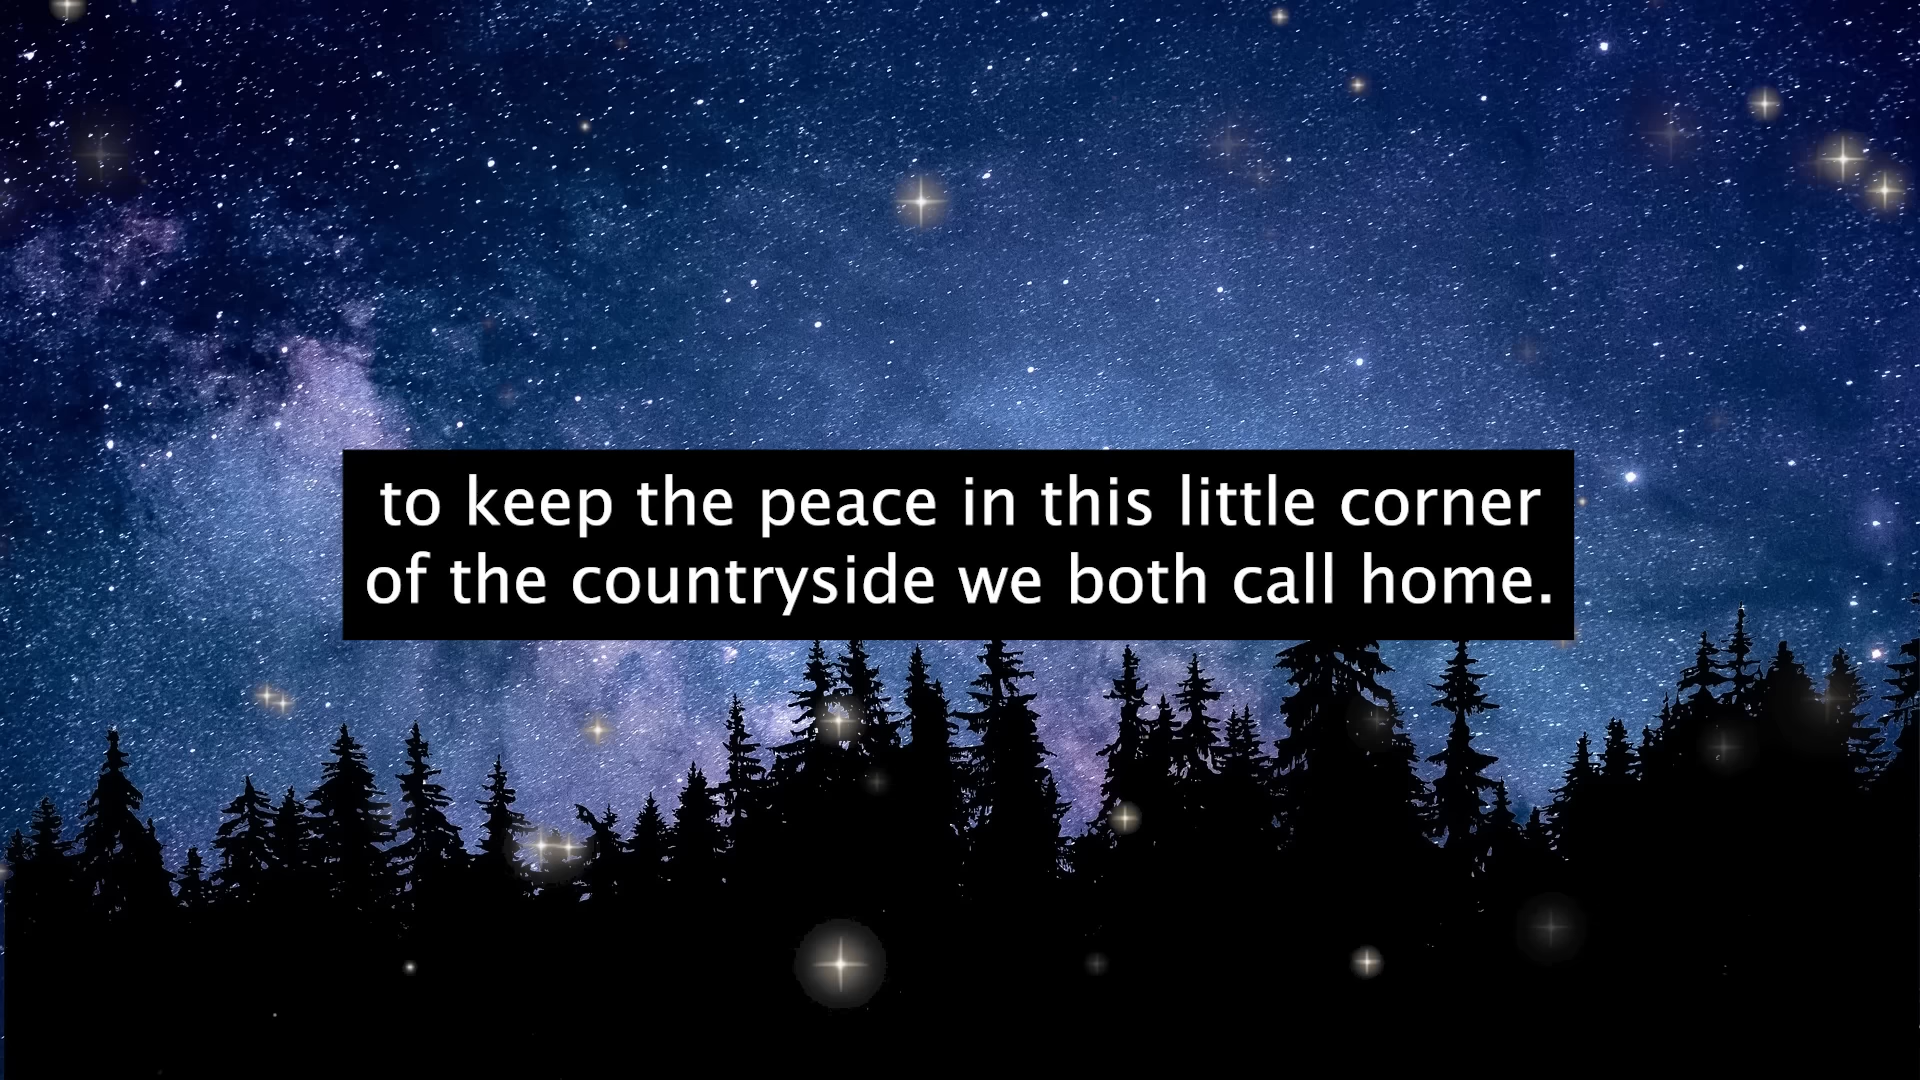 to keep the peace in this little corner
of the countryside we both call home.